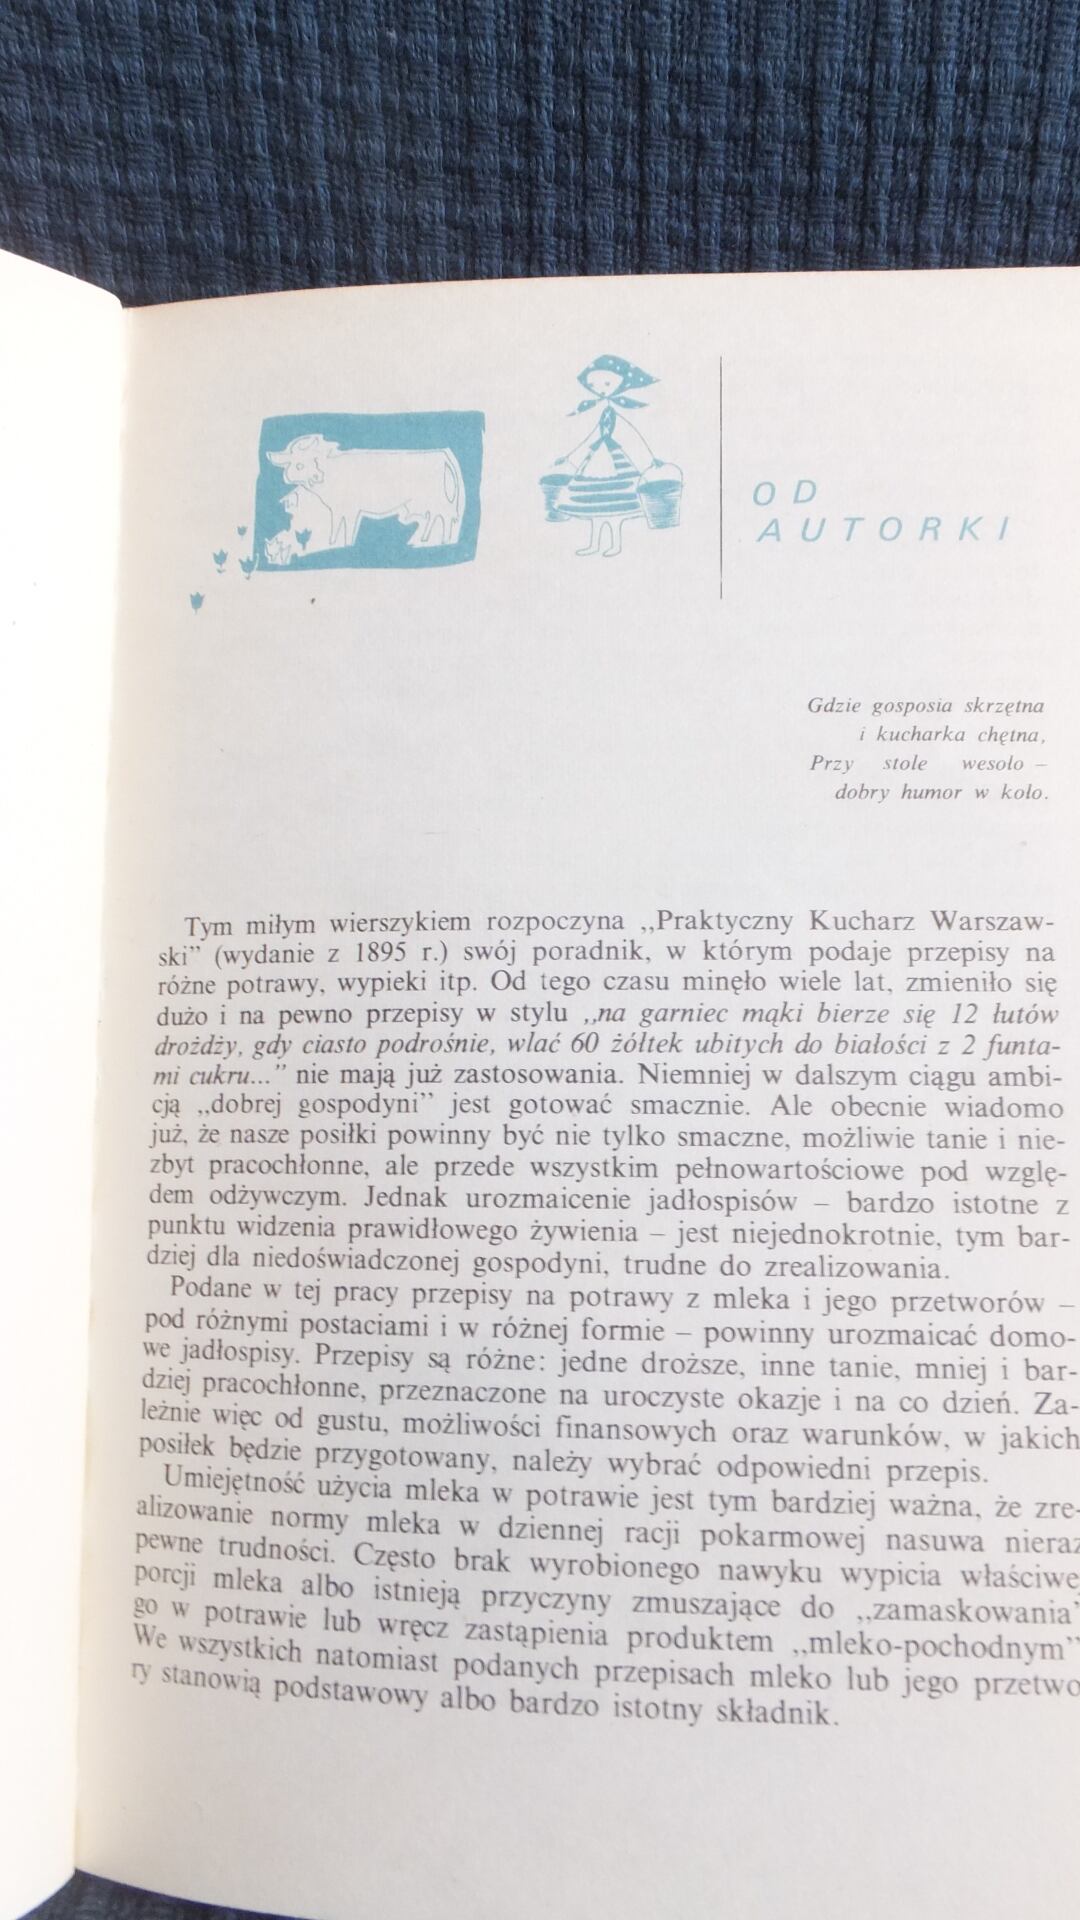 OD
AUTORKI
Gdzie gosposia skrzętna
i kucharka chętna,
Przy stole wesoło –
dobry humor w koło.
Tym miłym wierszykiem rozpoczyna „Praktyczny Kucharz Warszaw-
ski” (wydanie z 1895 r.) swój poradnik, w którym podaje przepisy na
różne potrawy, wypieki itp. Od tego czasu minęło wiele lat, zmieniło się
dużo i na pewno przepisy w stylu „na garniec mąki bierze się 12 łutów
drożdży, gdy ciasto podrośnie, wlać 60 żółtek ubitych do białości z 2 funta-
mi cukru...” nie mają już zastosowania. Niemniej w dalszym ciągu ambi-
cją „dobrej gospodyni” jest gotować smacznie. Ale obecnie wiadomo
już, że nasze posiłki powinny być nie tylko smaczne, możliwie tanie i nie-
zbyt pracochłonne, ale przede wszystkim pełnowartościowe pod wzglę-
dem odżywczym. Jednak urozmaicenie jadłospisów – bardzo istotne z
punktu widzenia prawidłowego żywienia – jest niejednokrotnie, tym bar-
dziej dla niedoświadczonej gospodyni, trudne do zrealizowania.
Podane w tej pracy przepisy na potrawy z mleka i jego przetworów –
pod różnymi postaciami i w różnej formie – powinny urozmaicać domo-
we jadłospisy. Przepisy są różne: jedne droższe, inne tanie, mniej i bar-
dziej pracochłonne, przeznaczone na uroczyste okazje i na co dzień. Za-
leżnie więc od gustu, możliwości finansowych oraz warunków, w jakich
posiłek będzie przygotowany, należy wybrać odpowiedni przepis.
Umiejętność użycia mleka w potrawie jest tym bardziej ważna, że zre-
alizowanie normy mleka w dziennej racji pokarmowej nasuwa nieraz
pewne trudności. Często brak wyrobionego nawyku wypicia właściwe
porcji mleka albo istnieją przyczyny zmuszające do „zamaskowania”
go w potrawie lub wręcz zastąpienia produktem „mleko-pochodnym”
We wszystkich natomiast podanych przepisach mleko lub jego przetwo
ry stanowią podstawowy albo bardzo istotny składnik.